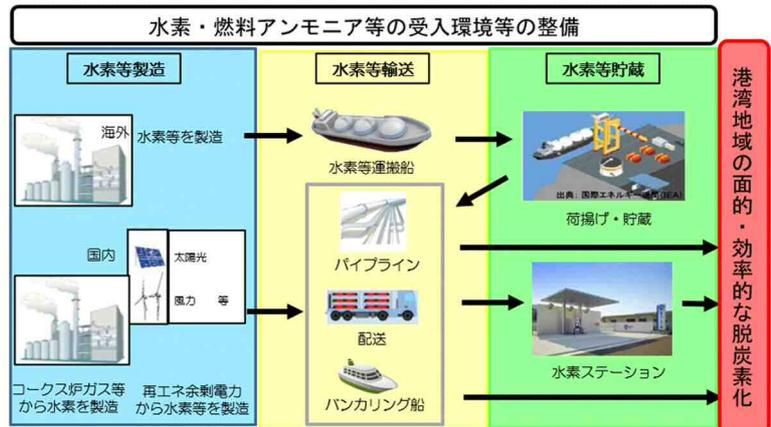 水素・燃料アンモニア等の受入環境等の整備
水素等製造
海外
水素等を製造
国内
太陽光
風力　等
コークス炉ガス等
から水素を製造
再エネ余剰電力
から水素等を製造
水素等輸送
水素等運搬船
パイプライン
配送
バンカリング船
水素等貯蔵
出典：国際エネルギー機関(IEA)
荷揚げ・貯蔵
水素ステーション
港湾地域の面的・効率的な脱炭素化